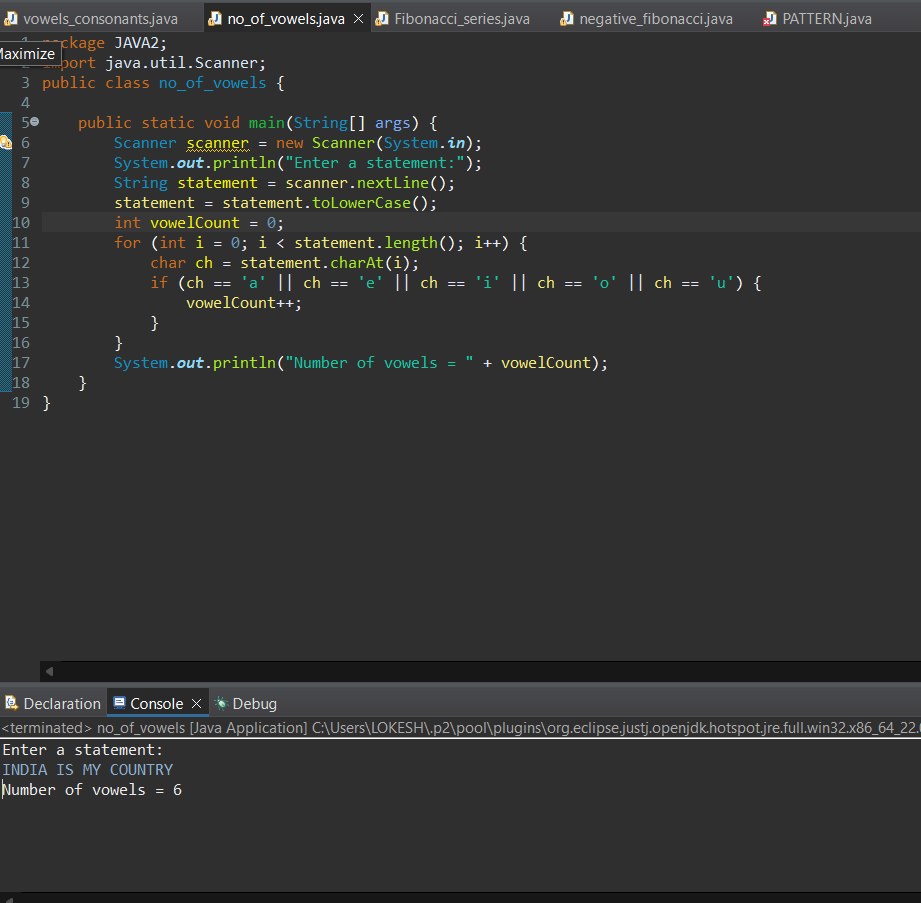 vowels_consonants.java no_of_vowels.java Fibonacci_series.java negative_fibonacci.java PATTERN.java
ckage JAVA2;
Maximize
2 import java.util.Scanner;
3 public class no_of_vowels {
4
5 public static void main(String[] args) {
6 Scanner scanner = new Scanner(System.in);
7 System.out.println("Enter a statement:");
8 String statement = scanner.nextLine();
9 statement = statement.toLowerCase();
10 int vowelCount = 0;
11 for (int i = 0; i < statement.length(); i++) {
12 char ch = statement.charAt(i);
13 if (ch == 'a' || ch == 'e' || ch == 'i' || ch == 'o' || ch == 'u') {
14 vowelCount++;
15 }
16 }
17 System.out.println("Number of vowels = " + vowelCount);
18 }
19 }
Declaration Console Debug
<terminated> no_of_vowels [Java Application] C:\Users\LOKESH\.p2\pool\plugins\org.eclipse.justj.openjdk.hotspot.jre.full.win32.x86_64_22.
Enter a statement:
INDIA IS MY COUNTRY
Number of vowels = 6